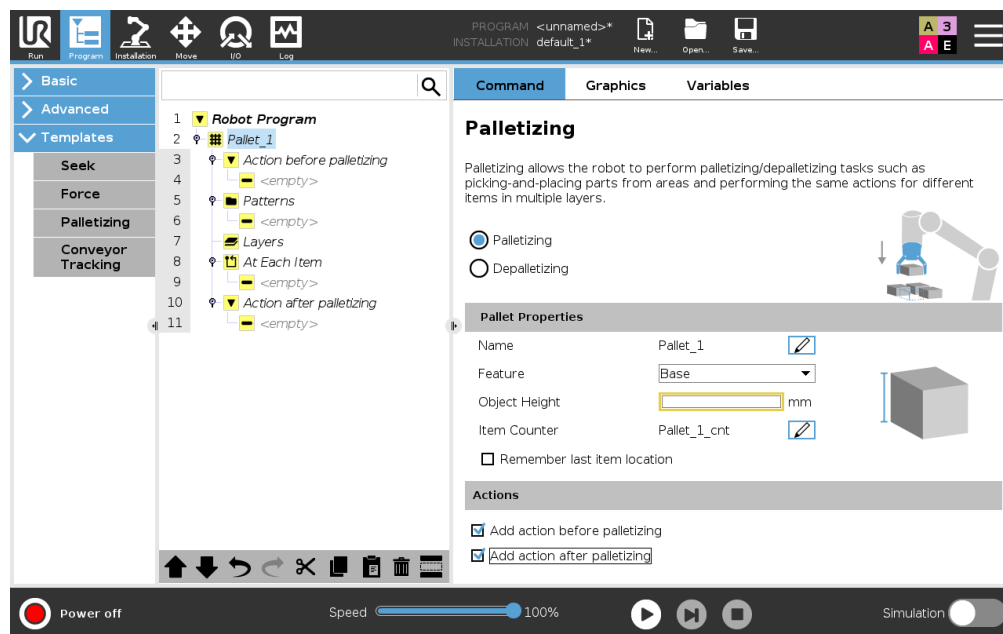 UR
Run
Program
Installation
Move
I/O
Log
PROGRAM <unnamed>*
INSTALLATION default_1*
New...
Open...
Save...
A 3
A E
Basic
Advanced
Templates
Seek
Force
Palletizing
Conveyor
Tracking
1 Robot Program
2 Pallet_1
3 Action before palletizing
4 <empty>
5 Patterns
6 <empty>
7 Layers
8 At Each Item
9 <empty>
10 Action after palletizing
11 <empty>
Command Graphics Variables
Palletizing
Palletizing allows the robot to perform palletizing/depalletizing tasks such as
picking-and-placing parts from areas and performing the same actions for different
items in multiple layers.
Palletizing
Depalletizing
Pallet Properties
Name Pallet_1
Feature Base
Object Height mm
Item Counter Pallet_1_cnt
Remember last item location
Actions
Add action before palletizing
Add action after palletizing
Power off
Speed 100%
Simulation